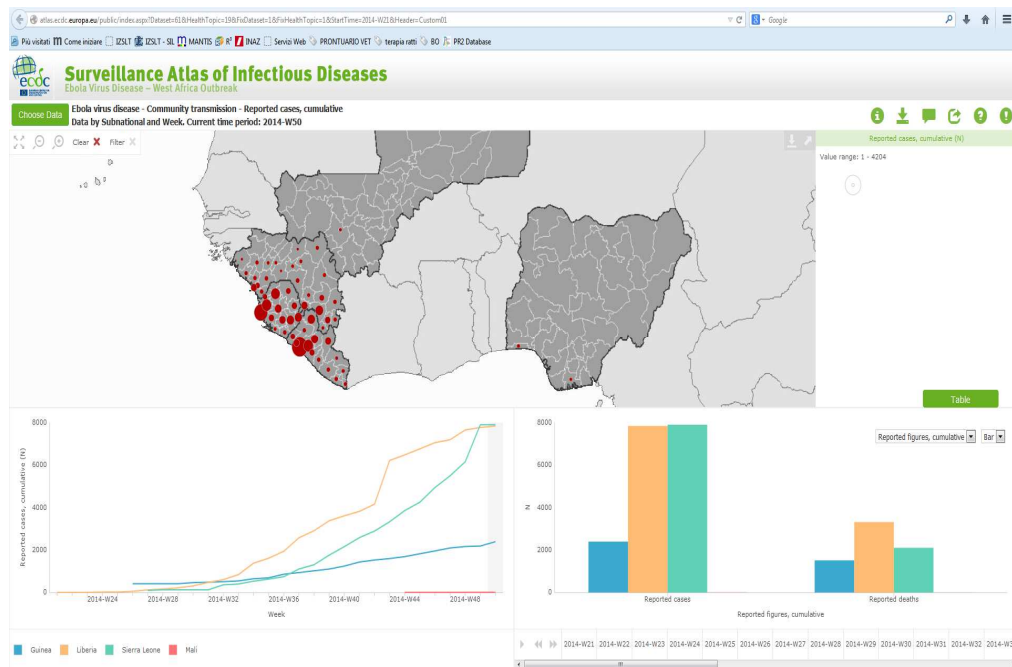 atlas.ecdc.europa.eu/public/index.aspx?Dataset=61&HealthTopic=19&FixDataset=1&FixHealthTopic=1&StartTime=2014-W21&Header=Custom01
Google
Più visitati Come iniziare IZSLT IZSLT - SIL MANTIS R° INAZ Servizi Web PRONTUARIO VET terapia ratti BO PR2 Database
ecdc
Surveillance Atlas of Infectious Diseases
Ebola Virus Disease – West Africa Outbreak
Choose Data
Ebola virus disease - Community transmission - Reported cases, cumulative
Data by Subnational and Week. Current time period: 2014-W50
Clear X Filter X
Reported cases, cumulative (N)
Value range: 1 - 4204
Table
Reported cases, cumulative (N)
8000
6000
4000
2000
0
2014-W24 2014-W28 2014-W32 2014-W36 2014-W40 2014-W44 2014-W48
Week
Guinea Liberia Sierra Leone Mali
Reported figures, cumulative Bar
N
8000
6000
4000
2000
0
Reported cases Reported deaths
Reported figures, cumulative
2014-W21 2014-W22 2014-W23 2014-W24 2014-W25 2014-W26 2014-W27 2014-W28 2014-W29 2014-W30 2014-W31 2014-W32 2014-W3